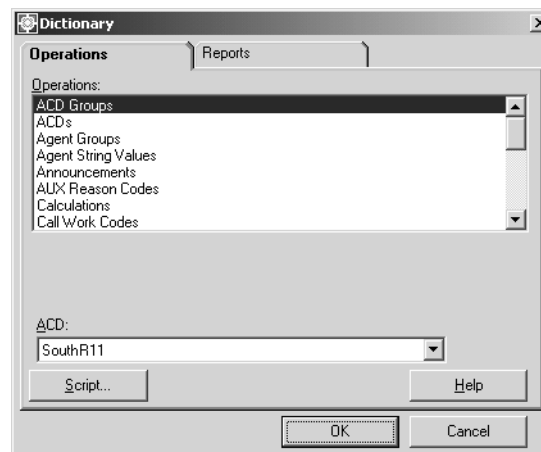 Dictionary
Operations Reports
Operations:
ACD Groups
ACDs
Agent Groups
Agent String Values
Announcements
AUX Reason Codes
Calculations
Call Work Codes
ACD:
SouthR11
Script... Help
OK Cancel